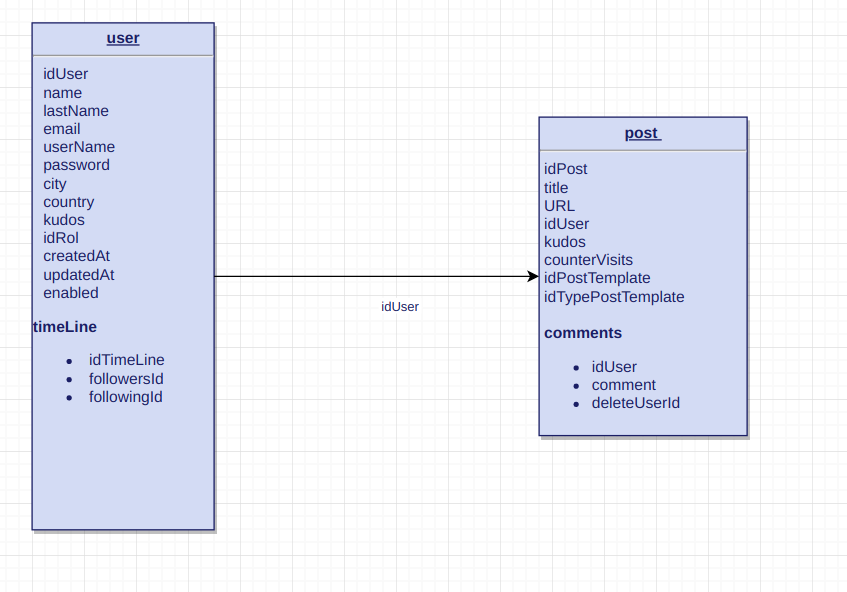 user
idUser
name
lastName
email
userName
password
city
country
kudos
idRol
createdAt
updatedAt
enabled
timeLine
idTimeLine
followersId
followingId
idUser
post
idPost
title
URL
idUser
kudos
counterVisits
idPostTemplate
idTypePostTemplate
comments
idUser
comment
deleteUserId